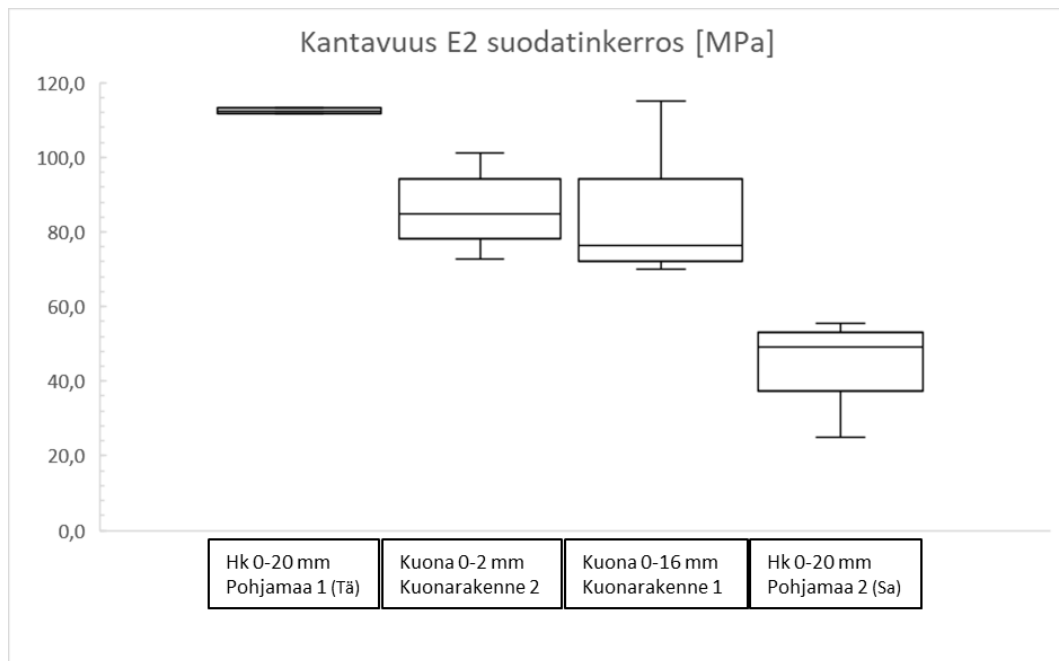 Kantavuus E2 suodatinkerros [MPa]
120,0
100,0
80,0
60,0
40,0
20,0
0,0
Hk 0-20 mm
Pohjamaa 1 (Tä)
Kuona 0-2 mm
Kuonarakenne 2
Kuona 0-16 mm
Kuonarakenne 1
Hk 0-20 mm
Pohjamaa 2 (Sa)